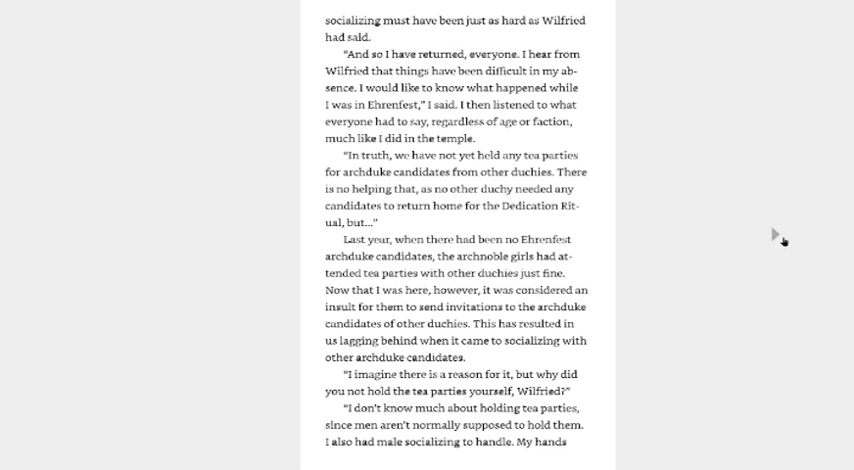 socializing must have been just as hard as Wilfried
had said.
“And so I have returned, everyone. I hear from
Wilfried that things have been difficult in my ab-
sence. I would like to know what happened while
I was in Ehrenfest,” I said. I then listened to what
everyone had to say, regardless of age or faction,
much like I did in the temple.
“In truth, we have not yet held any tea parties
for archduke candidates from other duchies. There
is no helping that, as no other duchy needed any
candidates to return home for the Dedication Rit-
ual, but...”
Last year, when there had been no Ehrenfest
archduke candidates, the archnoble girls had at-
tended tea parties with other duchies just fine.
Now that I was here, however, it was considered an
insult for them to send invitations to the archduke
candidates of other duchies. This has resulted in
us lagging behind when it came to socializing with
other archduke candidates.
“I imagine there is a reason for it, but why did
you not hold the tea parties yourself, Wilfried?”
“I don’t know much about holding tea parties,
since men aren’t normally supposed to hold them.
I also had male socializing to handle. My hands